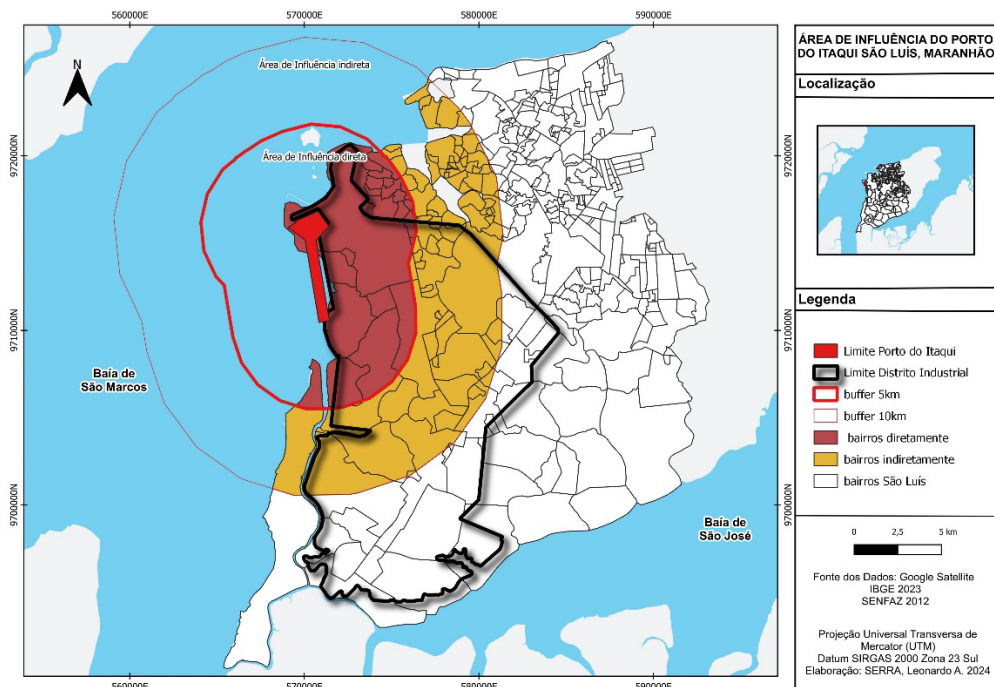 560000E 570000E 580000E 590000E
N
Área de Influência indireta
Área de Influência direta
9720000N
9710000N
9700000N
Baía de
São Marcos
Baía de
São José
9720000N
9710000N
9700000N
560000E 570000E 580000E 590000E
ÁREA DE INFLUÊNCIA DO PORTO
DO ITAQUI SÃO LUÍS, MARANHÃO
Localização
Legenda
Limite Porto do Itaqui
Limite Distrito Industrial
buffer 5km
buffer 10km
bairros diretamente
bairros indiretamente
bairros São Luís
0 2,5 5 km
Fonte dos Dados: Google Satellite
IBGE 2023
SENFAZ 2012
Projeção Universal Transversa de
Mercator (UTM)
Datum SIRGAS 2000 Zona 23 Sul
Elaboração: SERRA, Leonardo A. 2024